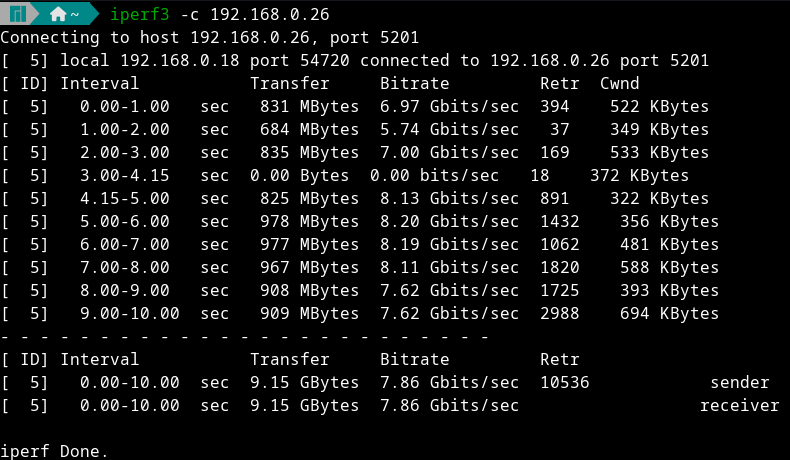 ~ iperf3 -c 192.168.0.26
Connecting to host 192.168.0.26, port 5201
[  5] local 192.168.0.18 port 54720 connected to 192.168.0.26 port 5201
[ ID] Interval           Transfer     Bitrate         Retr  Cwnd
[  5]   0.00-1.00   sec   831 MBytes  6.97 Gbits/sec  394    522 KBytes
[  5]   1.00-2.00   sec   684 MBytes  5.74 Gbits/sec   37    349 KBytes
[  5]   2.00-3.00   sec   835 MBytes  7.00 Gbits/sec  169    533 KBytes
[  5]   3.00-4.15   sec  0.00 Bytes  0.00 bits/sec   18    372 KBytes
[  5]   4.15-5.00   sec   825 MBytes  8.13 Gbits/sec  891    322 KBytes
[  5]   5.00-6.00   sec   978 MBytes  8.20 Gbits/sec  1432    356 KBytes
[  5]   6.00-7.00   sec   977 MBytes  8.19 Gbits/sec  1062    481 KBytes
[  5]   7.00-8.00   sec   967 MBytes  8.11 Gbits/sec  1820    588 KBytes
[  5]   8.00-9.00   sec   908 MBytes  7.62 Gbits/sec  1725    393 KBytes
[  5]   9.00-10.00  sec   909 MBytes  7.62 Gbits/sec  2988    694 KBytes
- - - - - - - - - - - - - - - - - - - - - - - - -
[ ID] Interval           Transfer     Bitrate         Retr
[  5]   0.00-10.00  sec  9.15 GBytes  7.86 Gbits/sec  10536            sender
[  5]   0.00-10.00  sec  9.15 GBytes  7.86 Gbits/sec                  receiver

iperf Done.